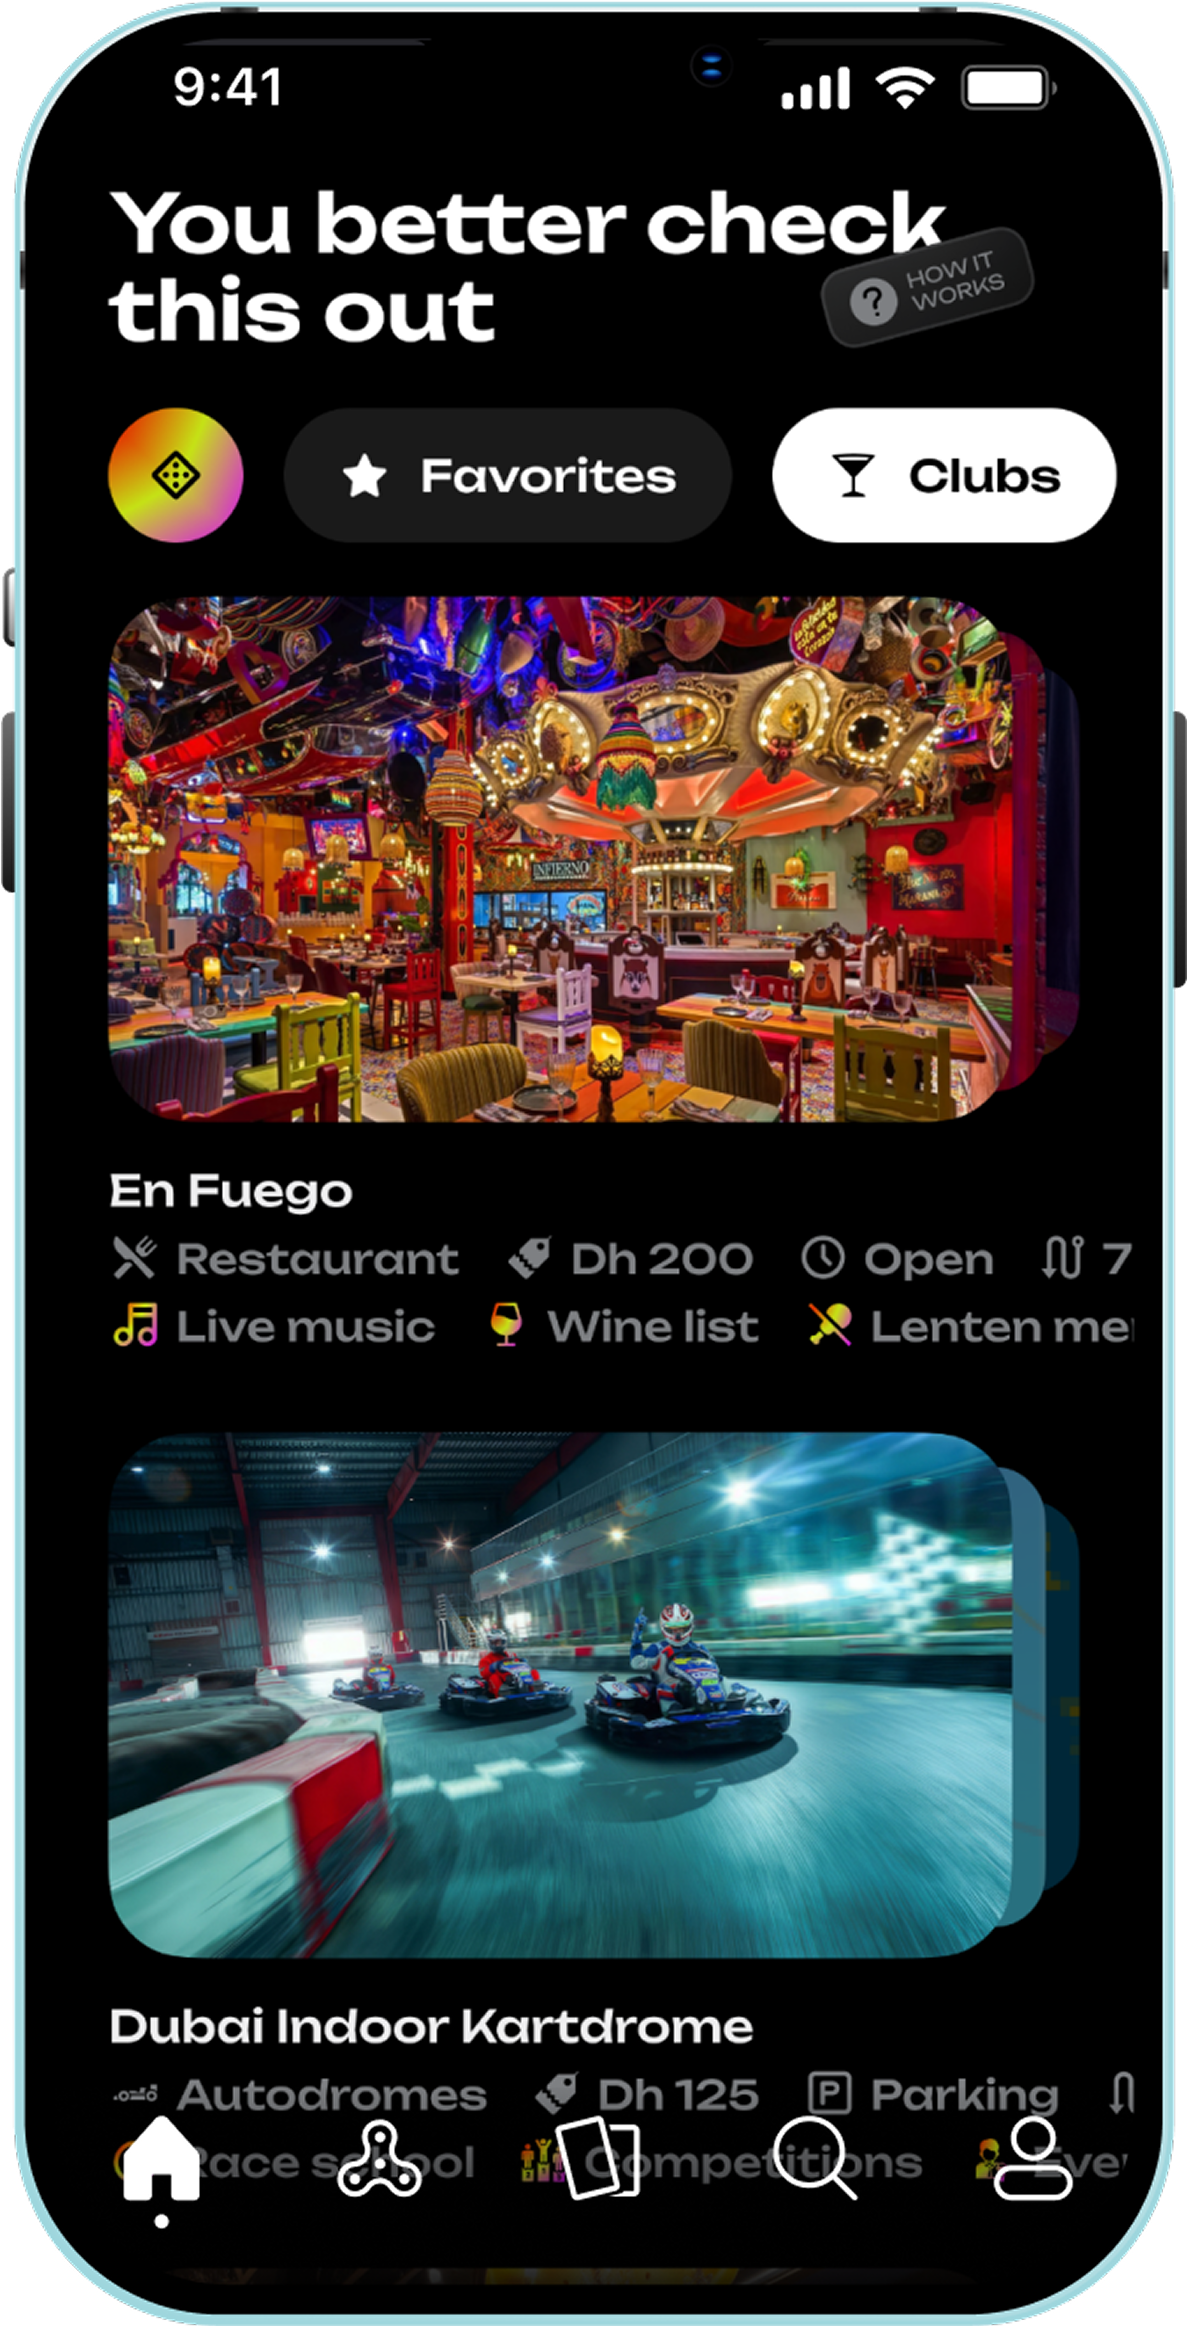 9:41
You better check
this out
HOW IT
WORKS
Favorites
Clubs
INFIERNO
En Fuego
Restaurant Dh 200 Open 7
Live music Wine list Lenten me
Dubai Indoor Kartdrome
Autodromes Dh 125 P Parking
Race school Competitions Eve